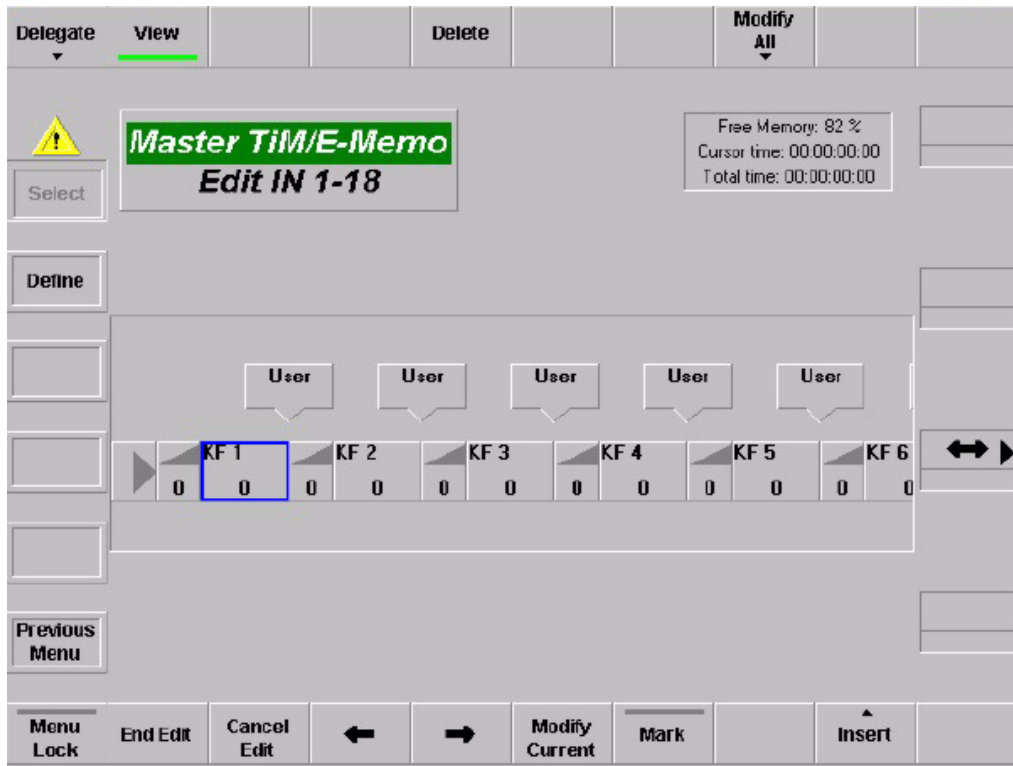 Delegate
View
Delete
Modify
All
Master TiM/E-Memo
Edit IN 1-18
Free Memory: 82 %
Cursor time: 00:00:00:00
Total time: 00:00:00:00
Select
Define
User User User User User
KF 1 KF 2 KF 3 KF 4 KF 5 KF 6
0 0 0 0 0 0 0 0 0 0 0 0
Previous
Menu
Menu
Lock
End Edit
Cancel
Edit
Modify
Current
Mark
Insert